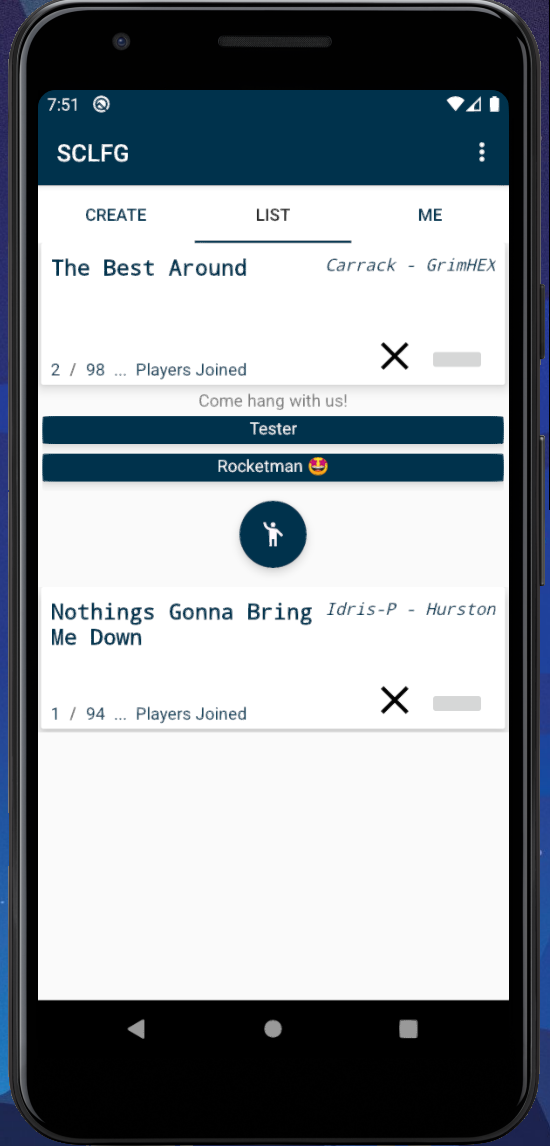 7:51
SCLFG
CREATE LIST ME
The Best Around Carrack - GrimHEX
2 / 98 ... Players Joined
Come hang with us!
Tester
Rocketman 🤩
Nothings Gonna Bring Idris-P - Hurston
Me Down
1 / 94 ... Players Joined